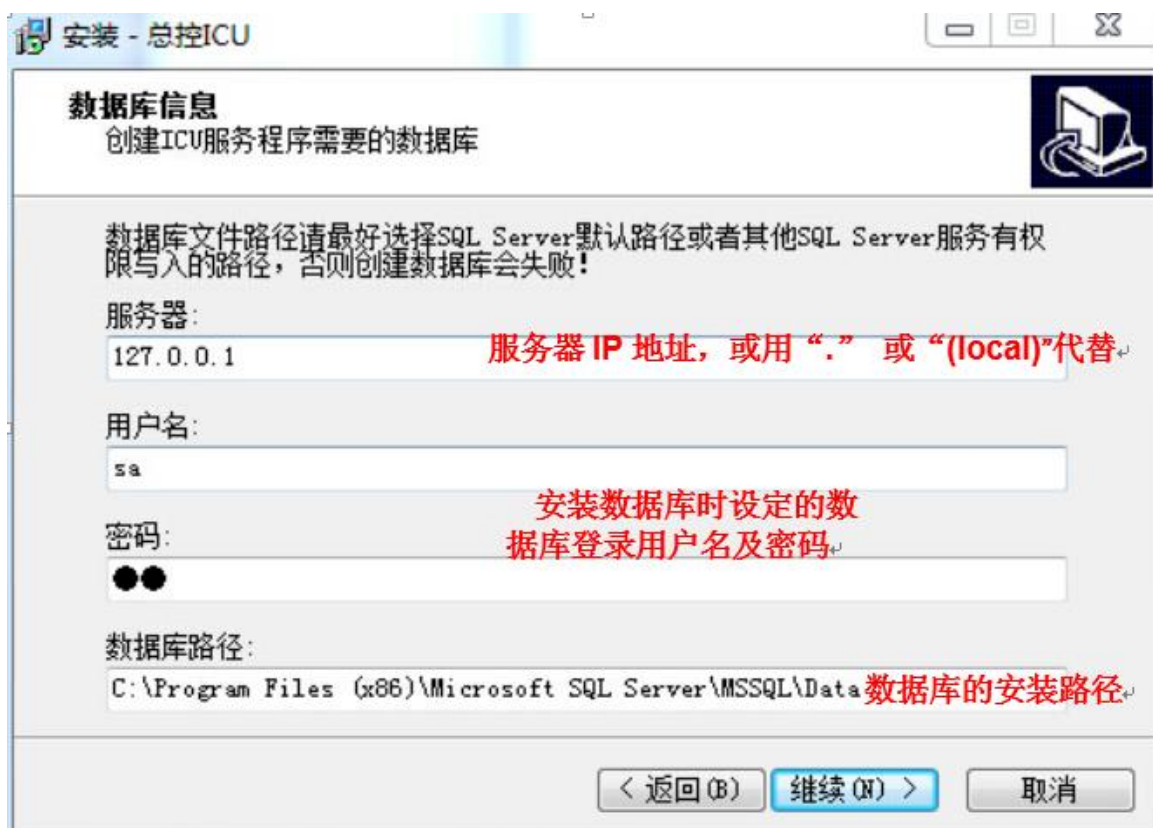 安装 - 总控ICU
数据库信息
创建ICU服务程序需要的数据库
数据库文件路径请最好选择SQL Server默认路径或者其他SQL Server服务有权
限写入的路径，否则创建数据库会失败！
服务器:
127.0.0.1
服务器 IP 地址，或用“.” 或“(local)”代替
用户名:
sa
安装数据库时设定的数
据库登录用户名及密码
密码:
●●
数据库路径:
C:\Program Files (x86)\Microsoft SQL Server\MSSQL\Data
数据库的安装路径
< 返回(B)
继续(N) >
取消